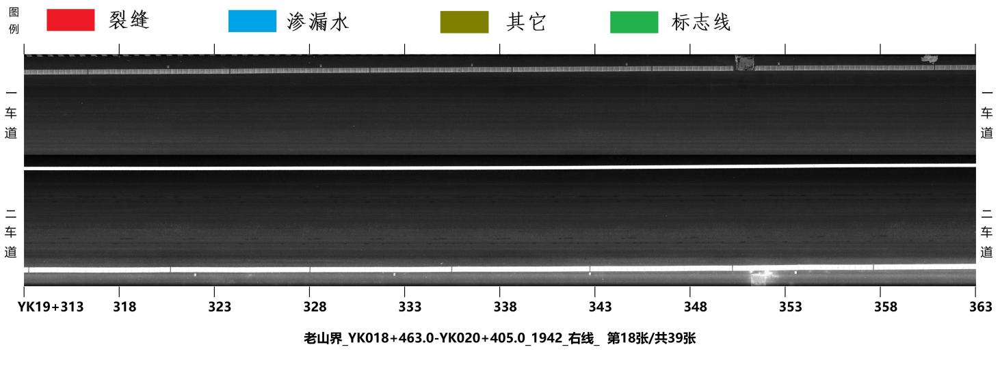 图例 裂缝 渗漏水 其它 标志线
一车道 一车道
二车道 二车道
YK19+313 318 323 328 333 338 343 348 353 358 363
老山界_YK018+463.0-YK020+405.0_1942_右线_ 第18张/共39张